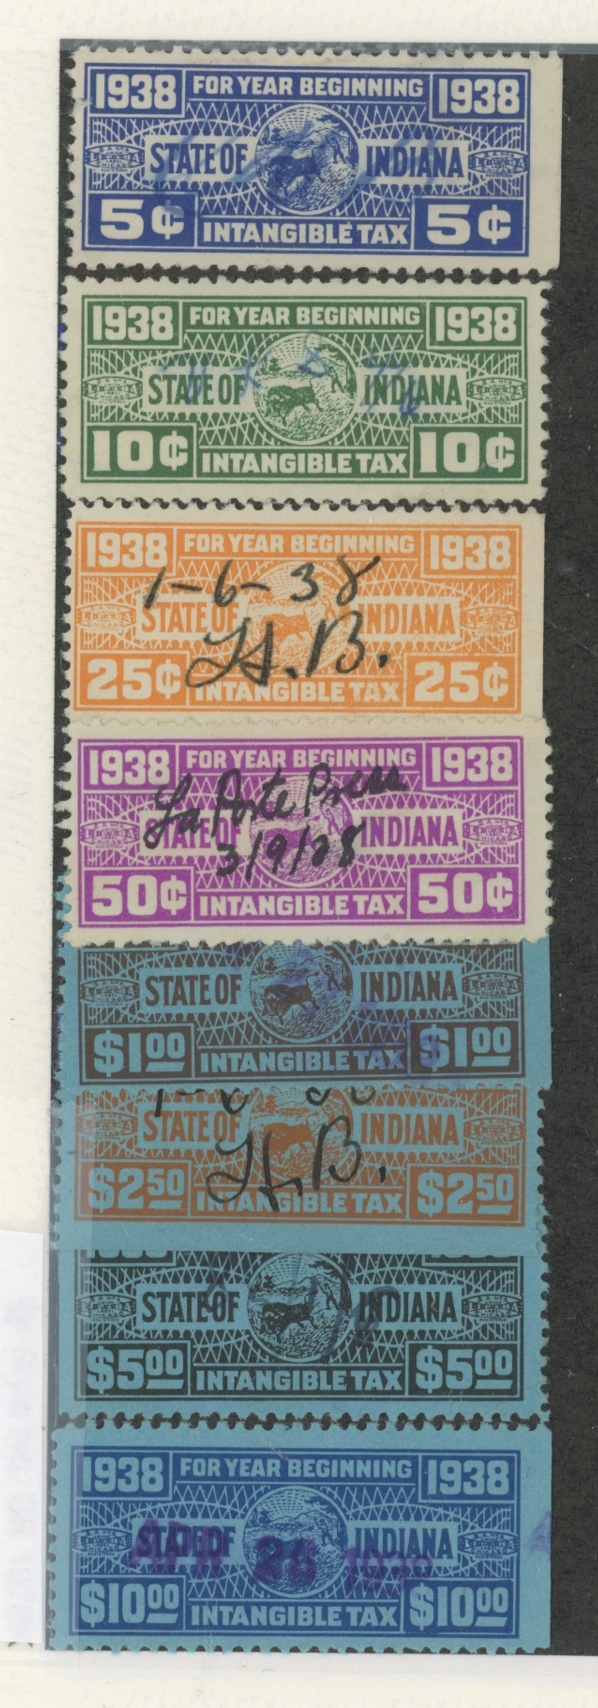 1938 FOR YEAR BEGINNING 1938
STATE OF INDIANA
5¢ INTANGIBLE TAX 5¢
1938 FOR YEAR BEGINNING 1938
STATE OF INDIANA
10¢ INTANGIBLE TAX 10¢
1938 FOR YEAR BEGINNING 1938
1-6-38
STATE OF INDIANA
H.B.
25¢ INTANGIBLE TAX 25¢
1938 FOR YEAR BEGINNING 1938
La Porte Press
STATE OF INDIANA
3/9/38
50¢ INTANGIBLE TAX 50¢
STATE OF INDIANA
$1.00 INTANGIBLE TAX $1.00
STATE OF INDIANA
H.B.
$2.50 INTANGIBLE TAX $2.50
STATE OF INDIANA
$5.00 INTANGIBLE TAX $5.00
1938 FOR YEAR BEGINNING 1938
STATE OF INDIANA
APR 26
$10.00 INTANGIBLE TAX $10.00